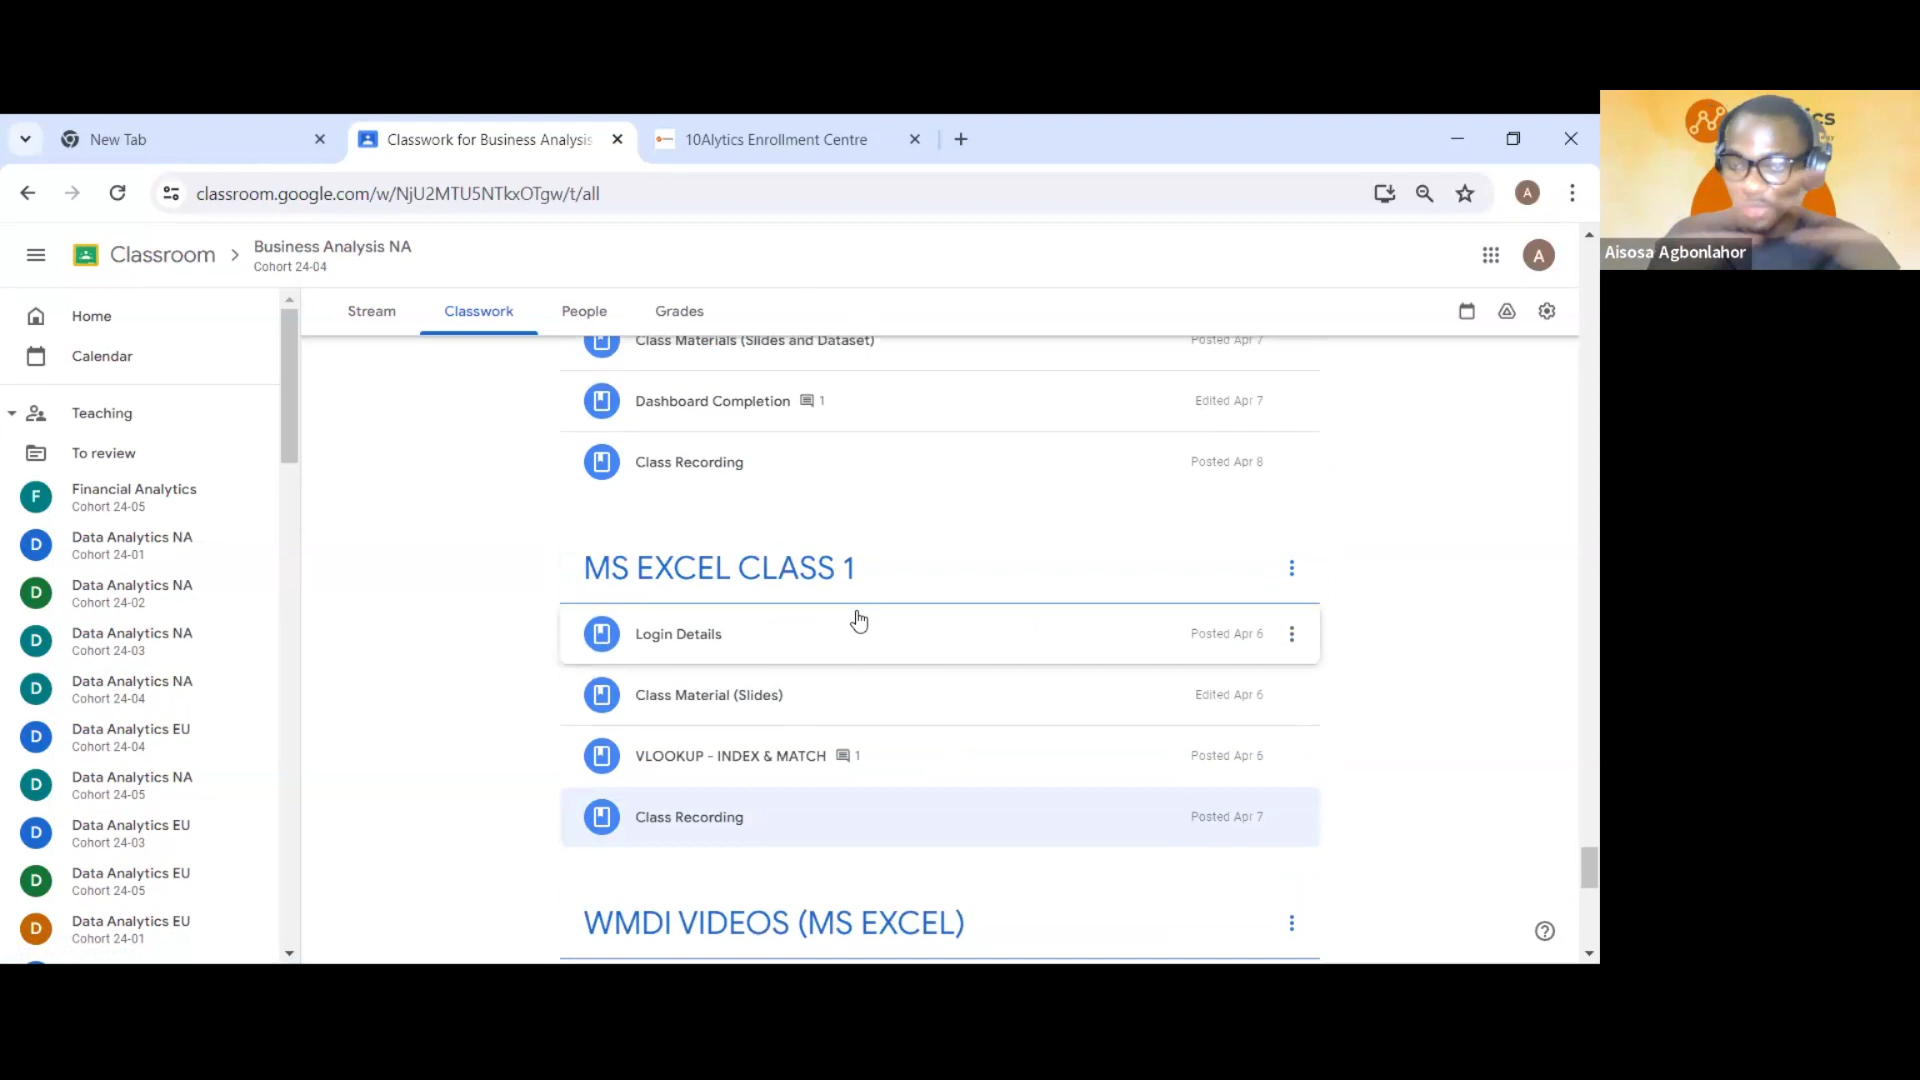 New Tab
Classwork for Business Analysis
10Alytics Enrollment Centre
classroom.google.com/w/NjU2MTU5NTkxOTgw/t/all
A
Classroom
Business Analysis NA
Cohort 24-04
A
Aisosa Agbonlahor
Home
Calendar
Teaching
To review
F Financial Analytics
Cohort 24-05
D Data Analytics NA
Cohort 24-01
D Data Analytics NA
Cohort 24-02
D Data Analytics NA
Cohort 24-03
D Data Analytics NA
Cohort 24-04
D Data Analytics EU
Cohort 24-04
D Data Analytics NA
Cohort 24-05
D Data Analytics EU
Cohort 24-03
D Data Analytics EU
Cohort 24-05
D Data Analytics EU
Cohort 24-01
Stream Classwork People Grades
Class Materials (Slides and Dataset) Posted Apr 7
Dashboard Completion 1 Edited Apr 7
Class Recording Posted Apr 8
MS EXCEL CLASS 1
Login Details Posted Apr 6
Class Material (Slides) Edited Apr 6
VLOOKUP - INDEX & MATCH 1 Posted Apr 6
Class Recording Posted Apr 7
WMDI VIDEOS (MS EXCEL)